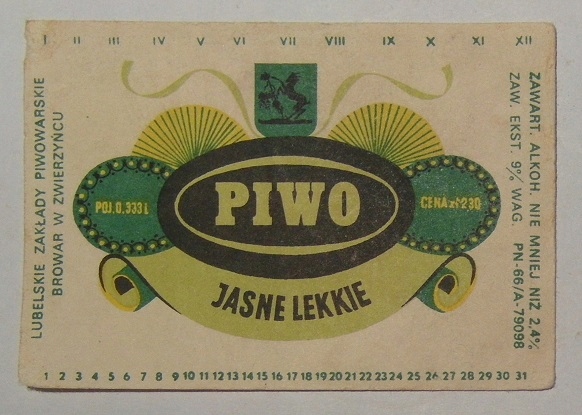 I II III IV V VI VII VIII IX X XI XII
LUBELSKIE ZAKŁADY PIWOWARSKIE
BROWAR W ZWIERZYŃCU
POJ. 0,333 L
PIWO
CENA zł 2,30
JASNE LEKKIE
ZAWART. ALKOH. NIE MNIEJ NIŻ 2,4%
ZAW. EKST. 9% WAG. PN-66/A-79098
1 2 3 4 5 6 7 8 9 10 11 12 13 14 15 16 17 18 19 20 21 22 23 24 25 26 27 28 29 30 31